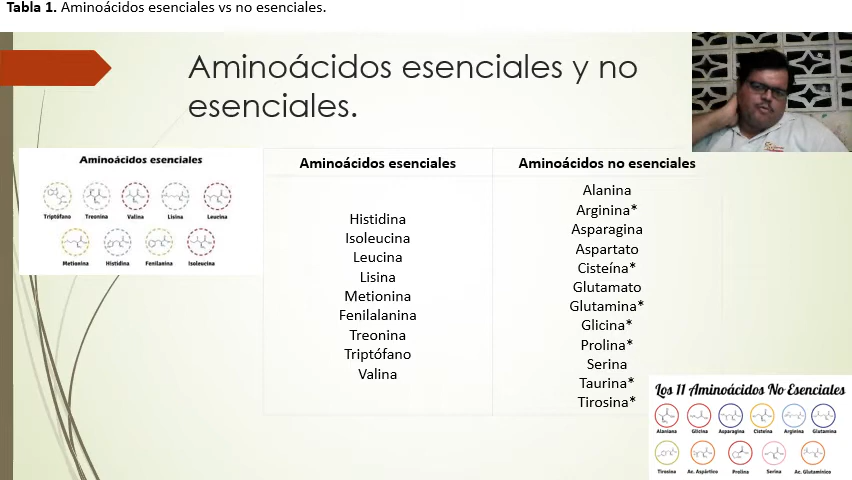 Tabla 1. Aminoácidos esenciales vs no esenciales.
Aminoácidos esenciales y no
esenciales.
Aminoácidos esenciales
Triptófano Treonina Valina Lisina Leucina
Metionina Histidina Fenilanina Isoleucina
Aminoácidos esenciales
Histidina
Isoleucina
Leucina
Lisina
Metionina
Fenilalanina
Treonina
Triptófano
Valina
Aminoácidos no esenciales
Alanina
Arginina*
Asparagina
Aspartato
Cisteína*
Glutamato
Glutamina*
Glicina*
Prolina*
Serina
Taurina*
Tirosina*
Los 11 Aminoácidos No Esenciales
Alaniana Glicina Asparagina Cisteína Arginina Glutamina
Tirosina Ac. Aspártico Prolina Serina Ac. Glutamínico